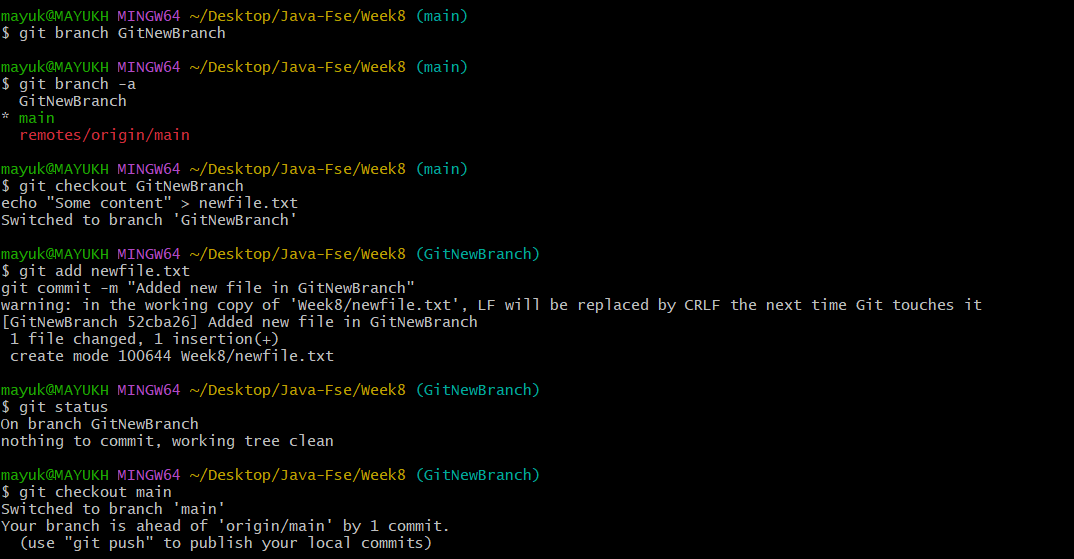 mayuk@MAYUKH MINGW64 ~/Desktop/Java-Fse/Week8 (main)
$ git branch GitNewBranch
mayuk@MAYUKH MINGW64 ~/Desktop/Java-Fse/Week8 (main)
$ git branch -a
  GitNewBranch
* main
  remotes/origin/main
mayuk@MAYUKH MINGW64 ~/Desktop/Java-Fse/Week8 (main)
$ git checkout GitNewBranch
echo "Some content" > newfile.txt
Switched to branch 'GitNewBranch'
mayuk@MAYUKH MINGW64 ~/Desktop/Java-Fse/Week8 (GitNewBranch)
$ git add newfile.txt
git commit -m "Added new file in GitNewBranch"
warning: in the working copy of 'Week8/newfile.txt', LF will be replaced by CRLF the next time Git touches it
[GitNewBranch 52cba26] Added new file in GitNewBranch
 1 file changed, 1 insertion(+)
 create mode 100644 Week8/newfile.txt
mayuk@MAYUKH MINGW64 ~/Desktop/Java-Fse/Week8 (GitNewBranch)
$ git status
On branch GitNewBranch
nothing to commit, working tree clean
mayuk@MAYUKH MINGW64 ~/Desktop/Java-Fse/Week8 (GitNewBranch)
$ git checkout main
Switched to branch 'main'
Your branch is ahead of 'origin/main' by 1 commit.
  (use "git push" to publish your local commits)